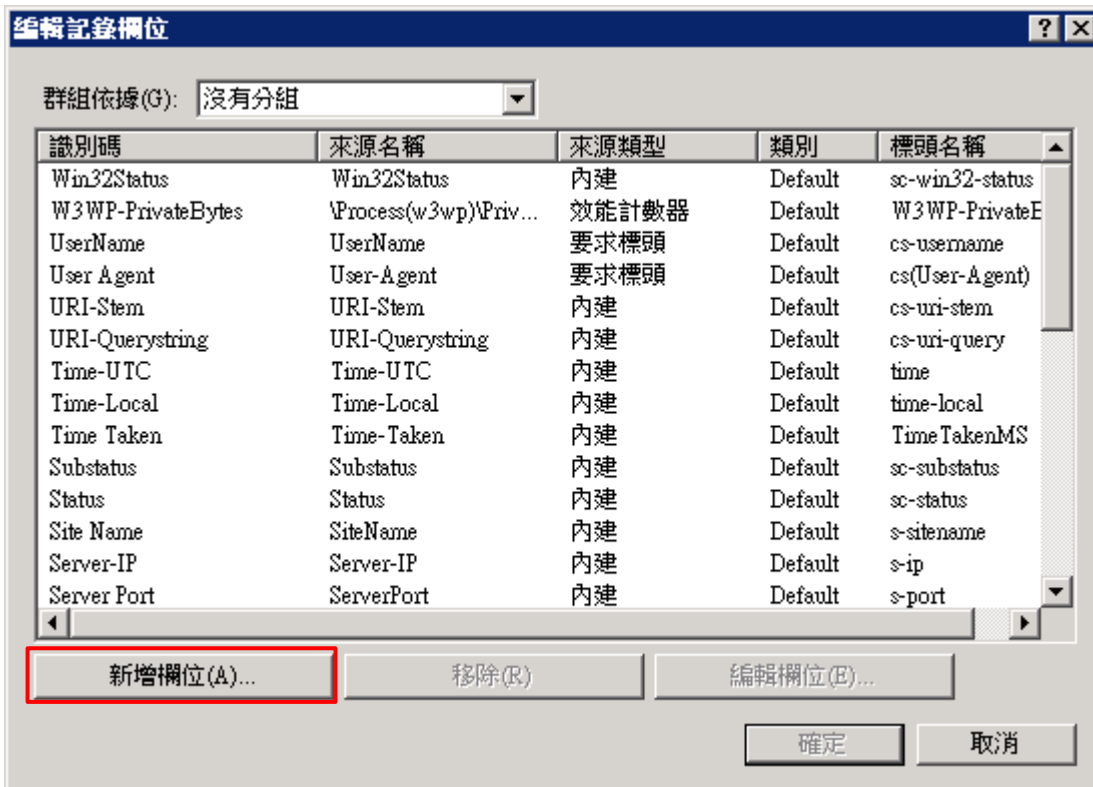 編輯記錄欄位
群組依據(G): 沒有分組
識別碼 來源名稱 來源類型 類別 標頭名稱
Win32Status Win32Status 內建 Default sc-win32-status
W3WP-PrivateBytes \Process(w3wp)\Priv... 效能計數器 Default W3WP-PrivateE
UserName UserName 要求標頭 Default cs-username
User Agent User-Agent 要求標頭 Default cs(User-Agent)
URI-Stem URI-Stem 內建 Default cs-uri-stem
URI-Querystring URI-Querystring 內建 Default cs-uri-query
Time-UTC Time-UTC 內建 Default time
Time-Local Time-Local 內建 Default time-local
Time Taken Time-Taken 內建 Default TimeTakenMS
Substatus Substatus 內建 Default sc-substatus
Status Status 內建 Default sc-status
Site Name SiteName 內建 Default s-sitename
Server-IP Server-IP 內建 Default s-ip
Server Port ServerPort 內建 Default s-port
新增欄位(A)... 移除(R) 編輯欄位(E)...
確定 取消